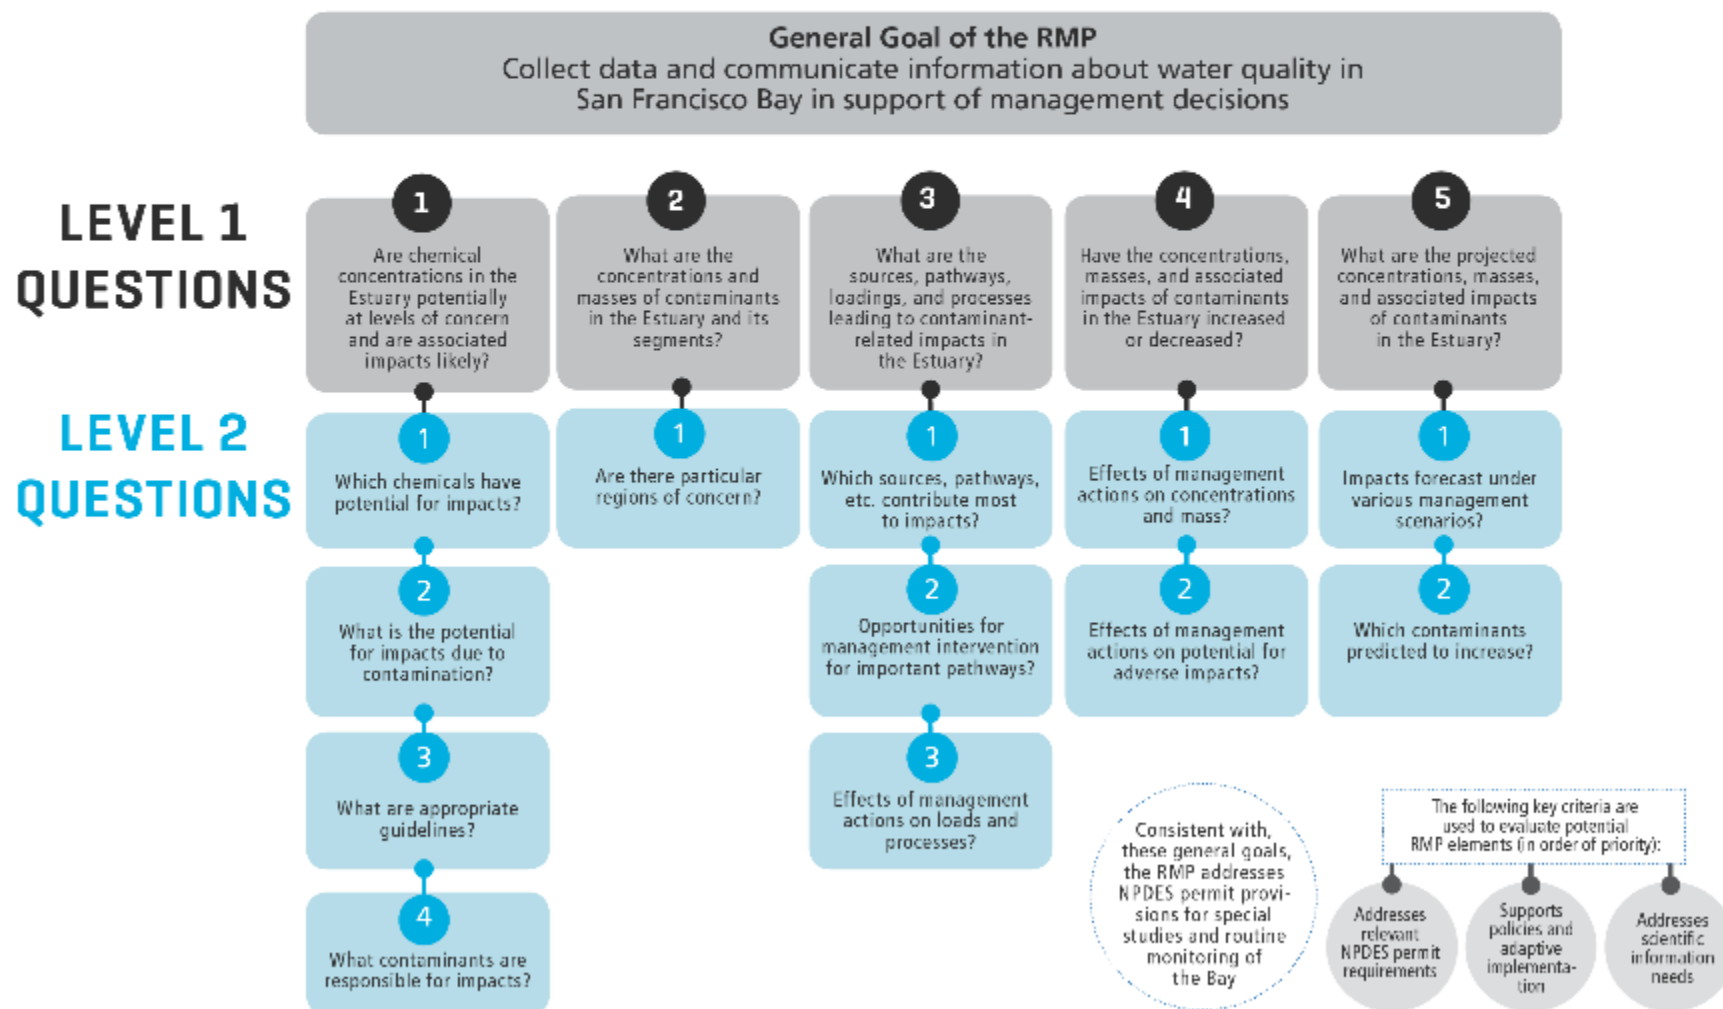 General Goal of the RMP
Collect data and communicate information about water quality in
San Francisco Bay in support of management decisions
LEVEL 1
QUESTIONS
1
Are chemical
concentrations in the
Estuary potentially
at levels of concern
and are associated
impacts likely?
2
What are the
concentrations and
masses of contaminants
in the Estuary and its
segments?
3
What are the
sources, pathways,
loadings, and processes
leading to contaminant-
related impacts in
the Estuary?
4
Have the concentrations,
masses, and associated
impacts of contaminants
in the Estuary increased
or decreased?
5
What are the projected
concentrations, masses,
and associated impacts
of contaminants
in the Estuary?
LEVEL 2
QUESTIONS
1
Which chemicals have
potential for impacts?
1
Are there particular
regions of concern?
1
Which sources, pathways,
etc. contribute most
to impacts?
1
Effects of management
actions on concentrations
and mass?
1
Impacts forecast under
various management
scenarios?
2
What is the potential
for impacts due to
contamination?
2
Opportunities for
management intervention
for important pathways?
2
Effects of management
actions on potential for
adverse impacts?
2
Which contaminants
predicted to increase?
3
What are appropriate
guidelines?
3
Effects of management
actions on loads and
processes?
4
What contaminants are
responsible for impacts?
Consistent with,
these general goals,
the RMP addresses
NPDES permit provi-
sions for special
studies and routine
monitoring of
the Bay
The following key criteria are
used to evaluate potential
RMP elements (in order of priority):
Addresses
relevant
NPDES permit
requirements
Supports
policies and
adaptive
implementa-
tion
Addresses
scientific
information
needs